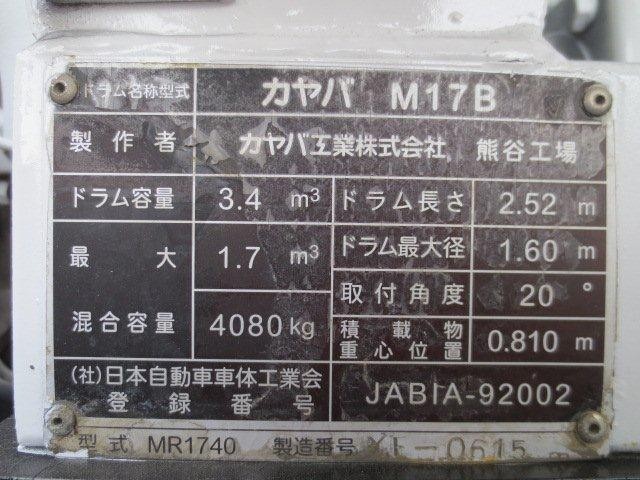 ドラム名称型式 カヤバ M17B
製作者 カヤバ工業株式会社 熊谷工場
ドラム容量 3.4 m³ ドラム長さ 2.52 m
最大 1.7 m³ ドラム最大径 1.60 m
取付角度 20 °
混合容量 4080kg 積載物重心位置 0.810 m
(社)日本自動車車体工業会
登録番号 JABIA-92002
型式 MR1740 製造番号 -0615